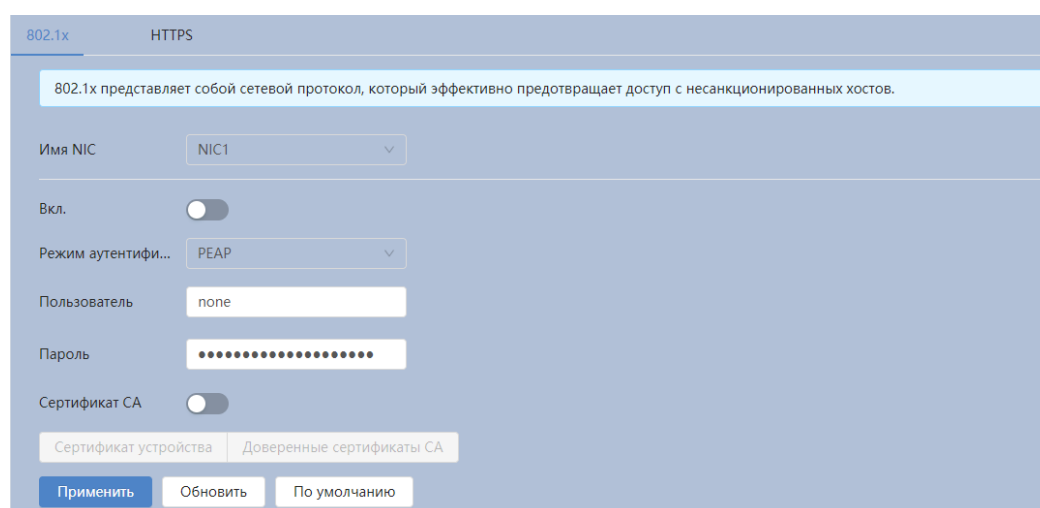 802.1x HTTPS
802.1x представляет собой сетевой протокол, который эффективно предотвращает доступ с несанкционированных хостов.
Имя NIC NIC1
Вкл.
Режим аутентифи... PEAP
Пользователь none
Пароль ••••••••••••••••••••
Сертификат CA
Сертификат устройства Доверенные сертификаты CA
Применить Обновить По умолчанию